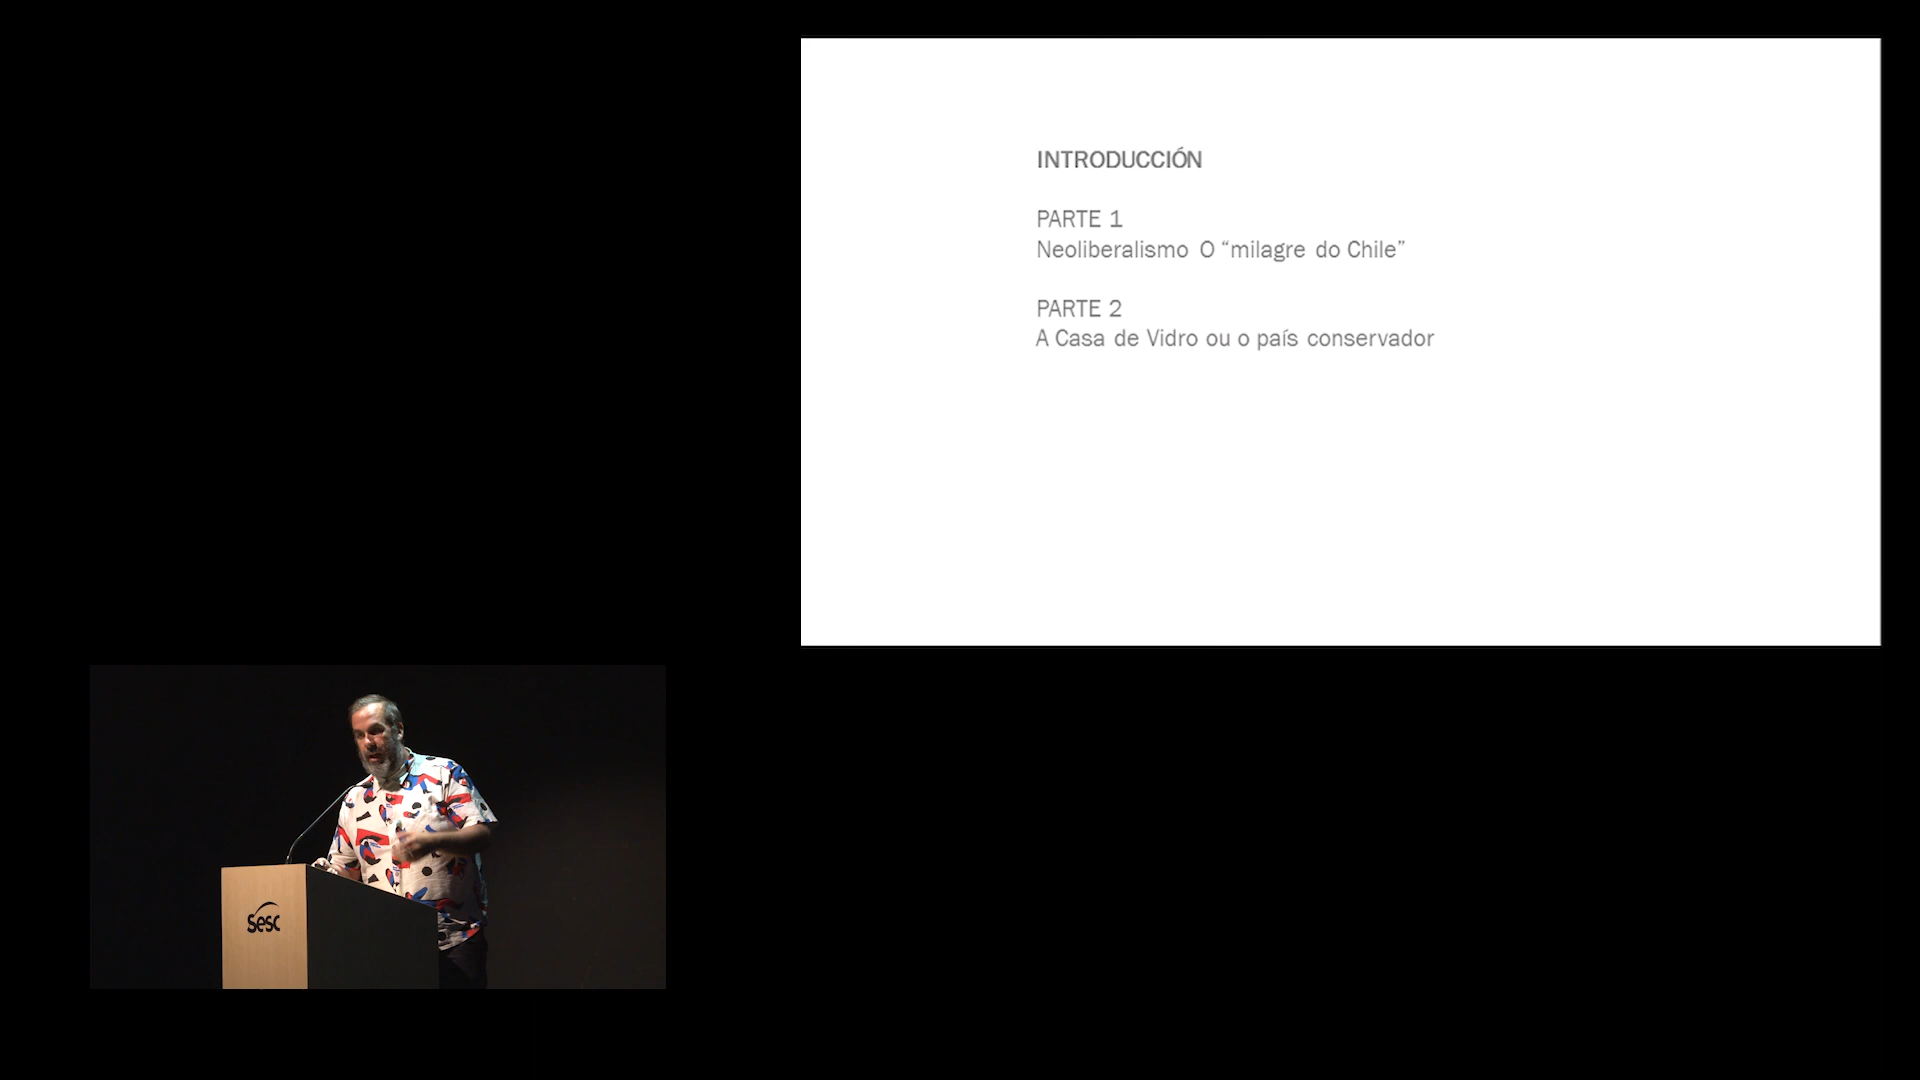 INTRODUCCIÓN
PARTE 1
Neoliberalismo O “milagre do Chile”
PARTE 2
A Casa de Vidro ou o país conservador
Sesc